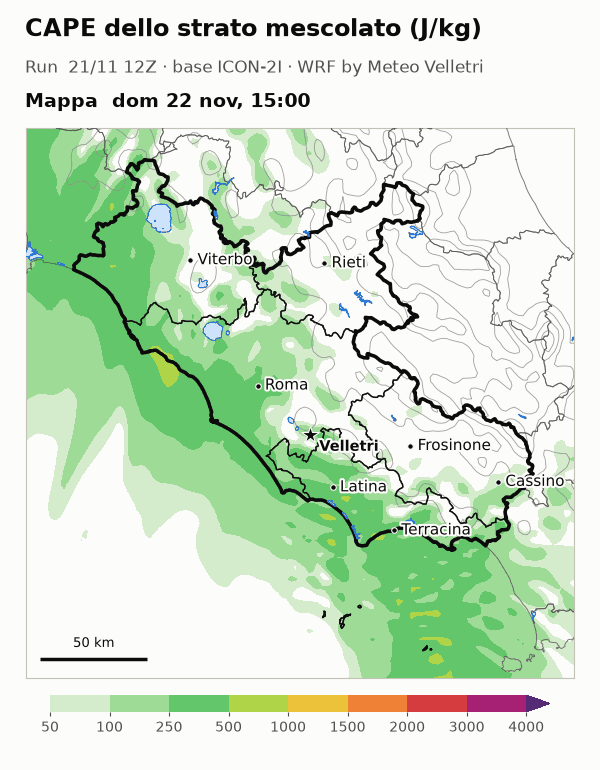 CAPE dello strato mescolato (J/kg)
Run  21/11 12Z · base ICON-2I · WRF by Meteo Velletri
Mappa  dom 22 nov, 15:00
Viterbo
Rieti
Roma
Velletri
Frosinone
Latina
Cassino
Terracina
50 km
50 100 250 500 1000 1500 2000 3000 4000